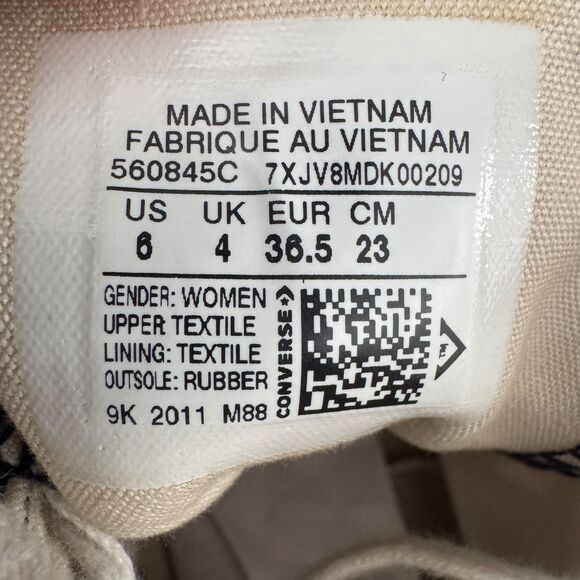 MADE IN VIETNAM
FABRIQUE AU VIETNAM
560845C 7XJV8MDK00209
US UK EUR CM
6 4 36.5 23
GENDER: WOMEN
UPPER TEXTILE
LINING: TEXTILE
OUTSOLE: RUBBER
9K 2011 M88
CONVERSE